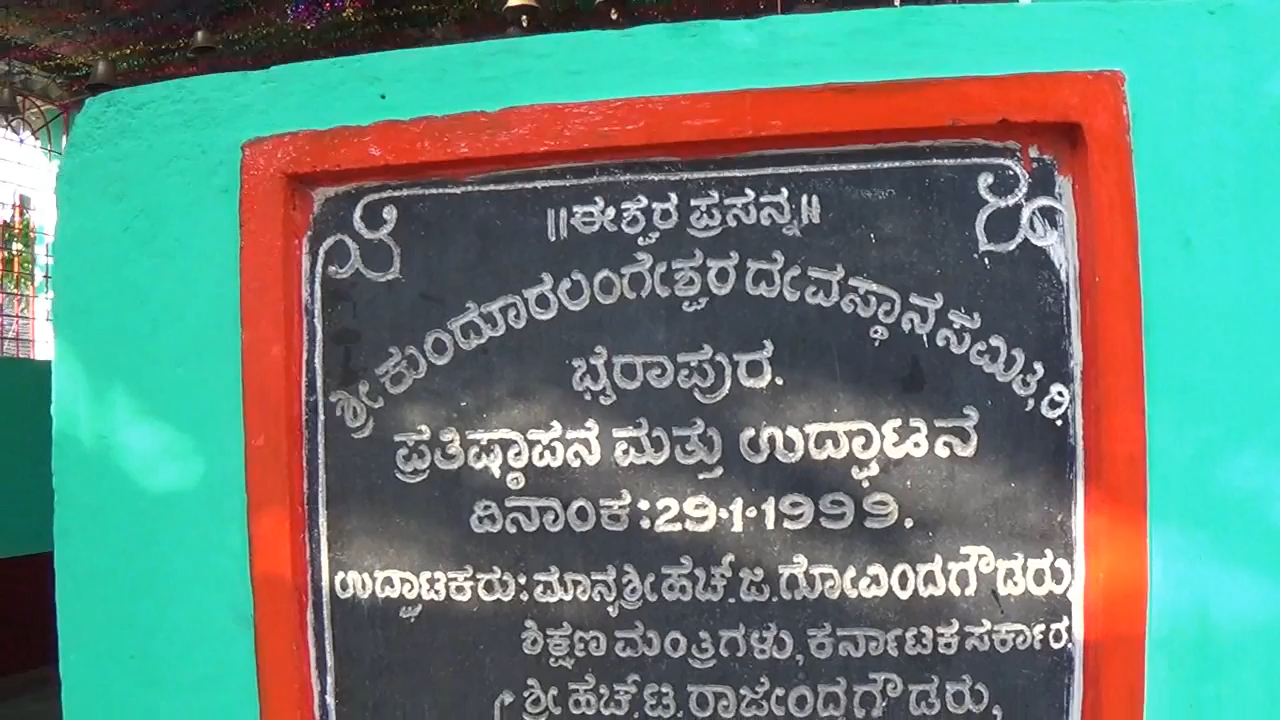 ॥ಈಶ್ವರ ಪ್ರಸನ್ನ॥
ಶ್ರೀ ಕುಂದೂರಲಿಂಗೇಶ್ವರ ದೇವಸ್ಥಾನ ಸಮಿತಿ, ರಿ.
ಭೈರಾಪುರ.
ಪ್ರತಿಷ್ಠಾಪನ ಮತ್ತು ಉದ್ಘಾಟನೆ
ದಿನಾಂಕ:29.1.1999.
ಉದ್ಘಾಟಕರು: ಮಾನ್ಯಶ್ರೀ ಹೆಚ್.ಜಿ.ಗೋವಿಂದಗೌಡರು,
ಶಿಕ್ಷಣ ಮಂತ್ರಿಗಳು, ಕರ್ನಾಟಕ ಸರ್ಕಾರ.
ಶ್ರೀ ಹೆಚ್.ಟಿ. ರಾಜೇಂದ್ರಗೌಡರು,